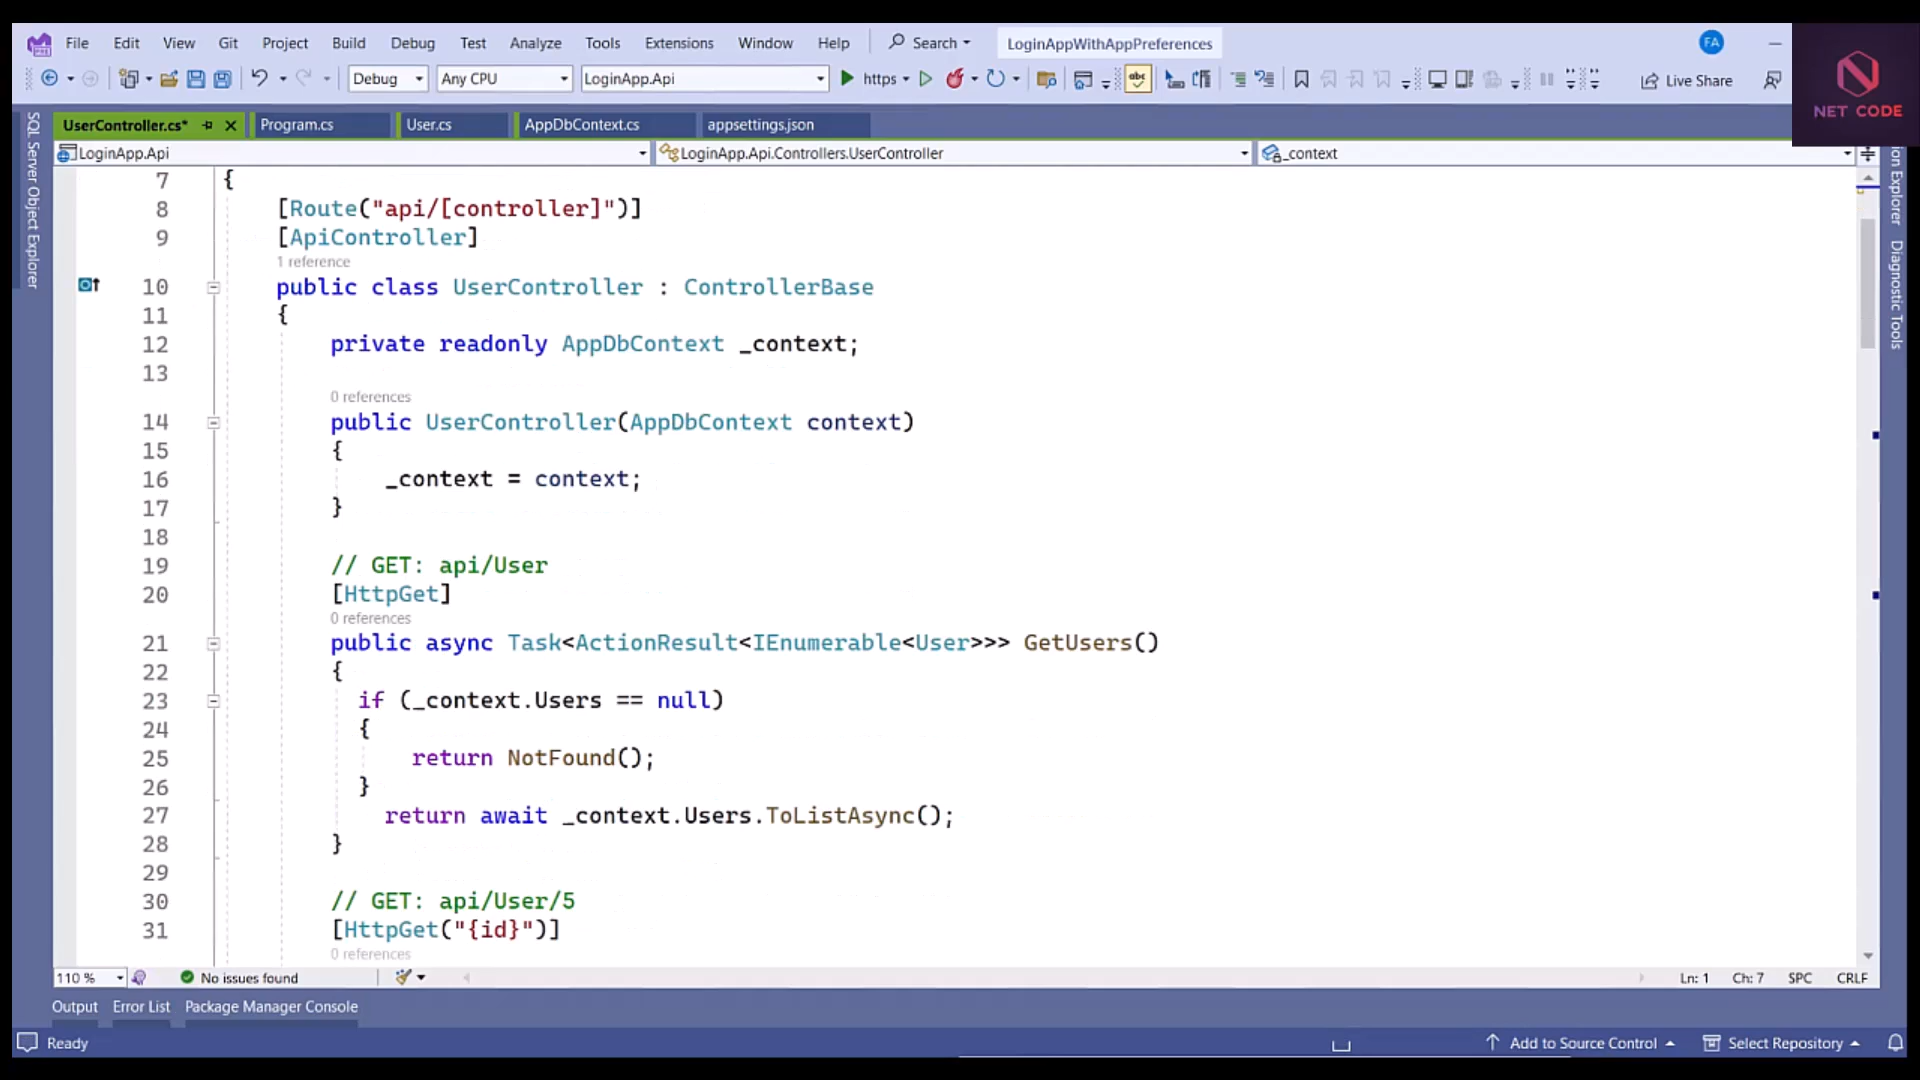 File Edit View Git Project Build Debug Test Analyze Tools Extensions Window Help Search LoginAppWithAppPreferences FA
Debug Any CPU LoginApp.Api https abc Live Share
NET CODE
UserController.cs* Program.cs User.cs AppDbContext.cs appsettings.json
LoginApp.Api LoginApp.Api.Controllers.UserController _context
SQL Server Object Explorer
ion Explorer
Diagnostic Tools
7 {
8 [Route("api/[controller]")]
9 [ApiController]
1 reference
10 public class UserController : ControllerBase
11 {
12 private readonly AppDbContext _context;
13
0 references
14 public UserController(AppDbContext context)
15 {
16 _context = context;
17 }
18
19 // GET: api/User
20 [HttpGet]
0 references
21 public async Task<ActionResult<IEnumerable<User>>> GetUsers()
22 {
23 if (_context.Users == null)
24 {
25 return NotFound();
26 }
27 return await _context.Users.ToListAsync();
28 }
29
30 // GET: api/User/5
31 [HttpGet("{id}")]
0 references
110 % No issues found Ln: 1 Ch: 7 SPC CRLF
Output Error List Package Manager Console
Ready Add to Source Control Select Repository